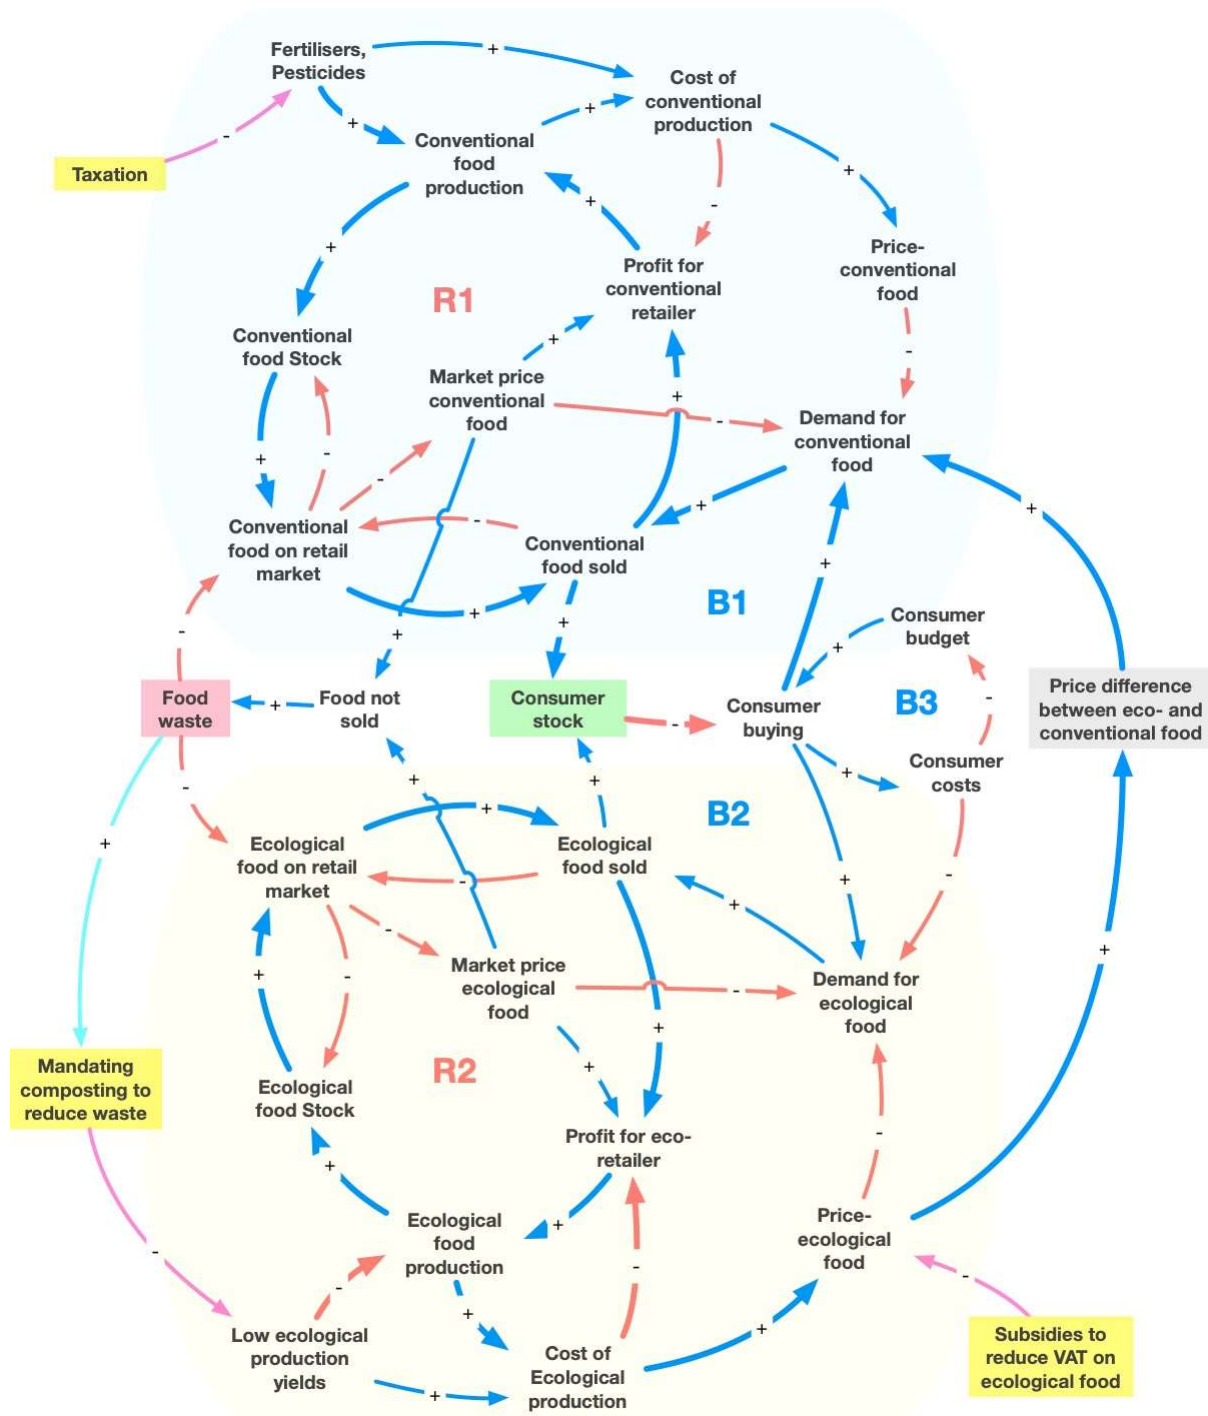 Fertilisers,
Pesticides
Cost of
conventional
production
Conventional
food
production
Taxation
Price-
conventional
food
Profit for
conventional
retailer
R1
Conventional
food Stock
Market price
conventional
food
Demand for
conventional
food
Conventional
food on retail
market
Conventional
food sold
B1
Consumer
budget
Food
waste
Food not
sold
Consumer
stock
Consumer
buying
B3
Price difference
between eco- and
conventional food
Consumer
costs
B2
Ecological
food on retail
market
Ecological
food sold
Market price
ecological
food
Demand for
ecological
food
Mandating
composting to
reduce waste
Ecological
food Stock
R2
Profit for eco-
retailer
Ecological
food
production
Price-
ecological
food
Low ecological
production
yields
Cost of
Ecological
production
Subsidies to
reduce VAT on
ecological food